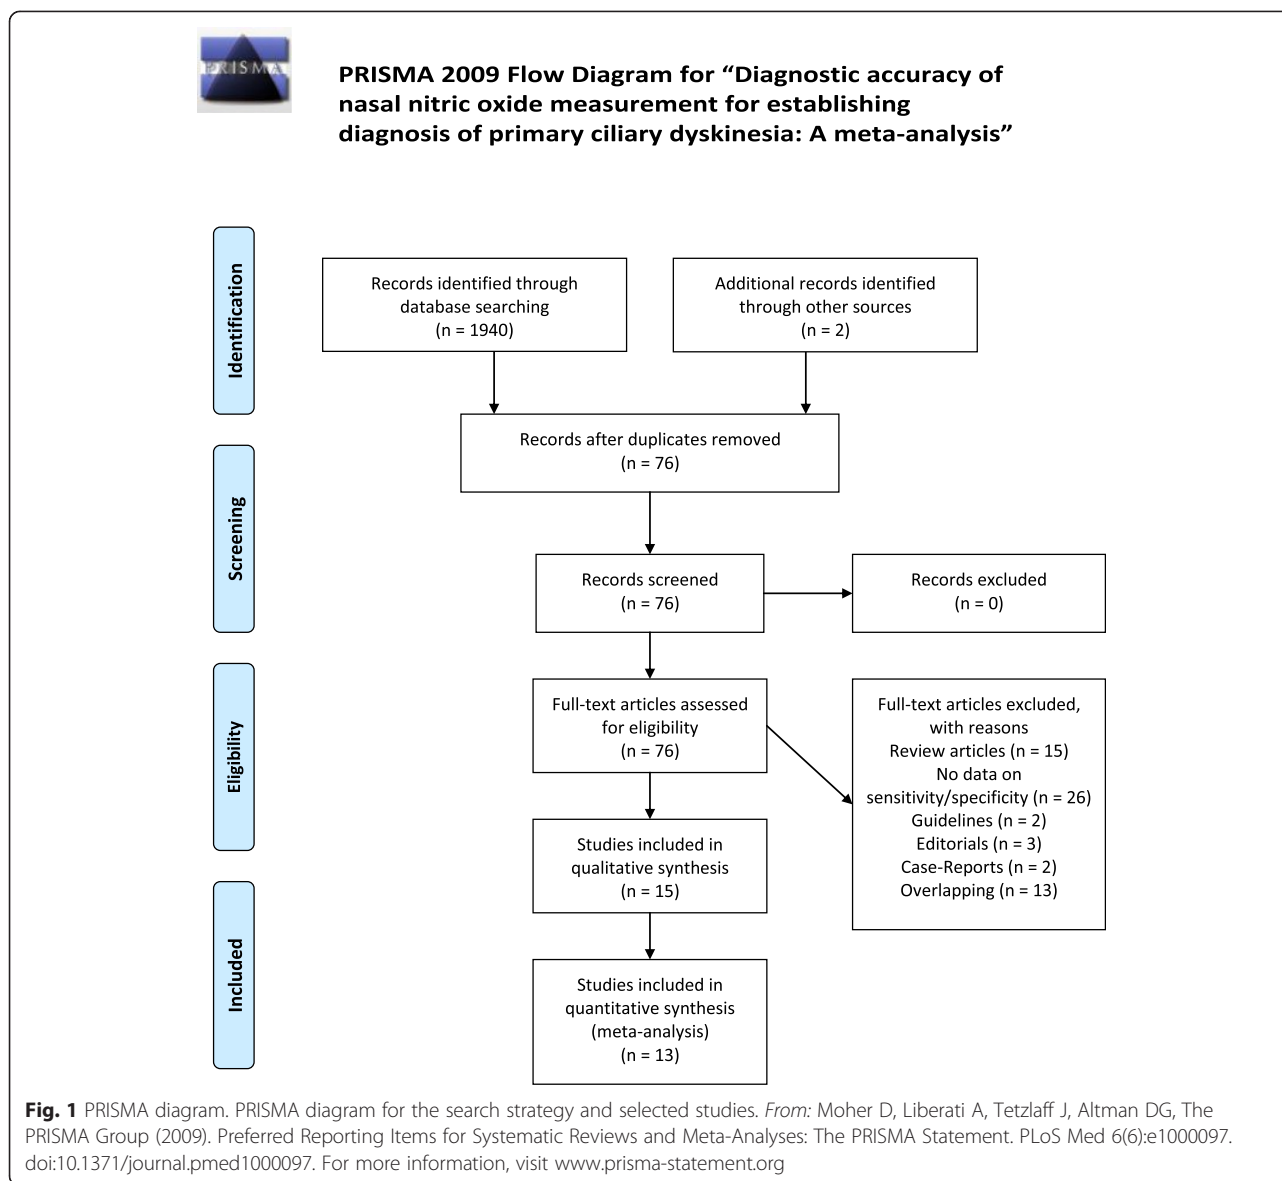 PRISMA
PRISMA 2009 Flow Diagram for “Diagnostic accuracy of
nasal nitric oxide measurement for establishing
diagnosis of primary ciliary dyskinesia: A meta-analysis”
Identification
Records identified through
database searching
(n = 1940)
Additional records identified
through other sources
(n = 2)
Records after duplicates removed
(n = 76)
Screening
Records screened
(n = 76)
Records excluded
(n = 0)
Eligibility
Full-text articles assessed
for eligibility
(n = 76)
Full-text articles excluded,
with reasons
Review articles (n = 15)
No data on
sensitivity/specificity (n = 26)
Guidelines (n = 2)
Editorials (n = 3)
Case-Reports (n = 2)
Overlapping (n = 13)
Studies included in
qualitative synthesis
(n = 15)
Included
Studies included in
quantitative synthesis
(meta-analysis)
(n = 13)
Fig. 1 PRISMA diagram. PRISMA diagram for the search strategy and selected studies. From: Moher D, Liberati A, Tetzlaff J, Altman DG, The
PRISMA Group (2009). Preferred Reporting Items for Systematic Reviews and Meta-Analyses: The PRISMA Statement. PLoS Med 6(6):e1000097.
doi:10.1371/journal.pmed1000097. For more information, visit www.prisma-statement.org